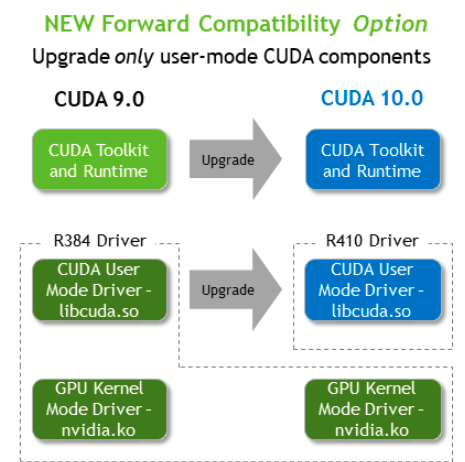 NEW Forward Compatibility Option
Upgrade only user-mode CUDA components
CUDA 9.0
CUDA 10.0
CUDA Toolkit
and Runtime
Upgrade
CUDA Toolkit
and Runtime
R384 Driver
R410 Driver
CUDA User
Mode Driver –
libcuda.so
Upgrade
CUDA User
Mode Driver –
libcuda.so
GPU Kernel
Mode Driver –
nvidia.ko
GPU Kernel
Mode Driver –
nvidia.ko